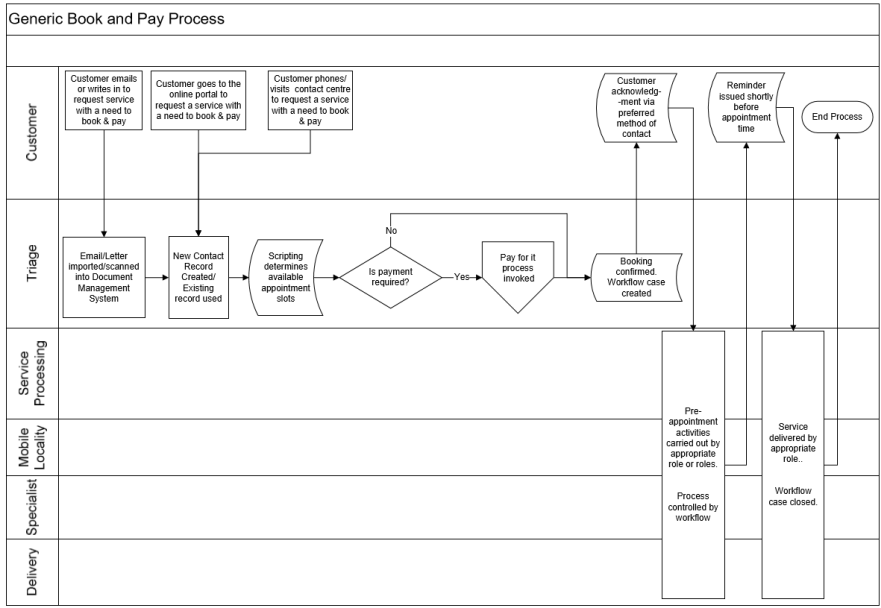 Generic Book and Pay Process
Customer
Customer emails
or writes in to
request service
with a need to
book & pay
Customer goes to the
online portal to
request a service with
a need to book & pay
Customer phones/
visits contact centre
to request a service
with a need to book
& pay
Customer
acknowledg-
-ment via
preferred
method of
contact
Reminder
issued shortly
before
appointment
time
End Process
Triage
Email/Letter
imported/scanned
into Document
Management
System
New Contact
Record
Created/
Existing
record used
Scripting
determines
available
appointment
slots
Is payment
required?
No
Yes
Pay for it
process
invoked
Booking
confirmed.
Workflow case
created
Service
Processing
Mobile
Locality
Specialist
Delivery
Pre-
appointment
activities
carried out by
appropriate
role or roles.
Process
controlled by
workflow
Service
delivered by
appropriate
role..
Workflow
case closed.